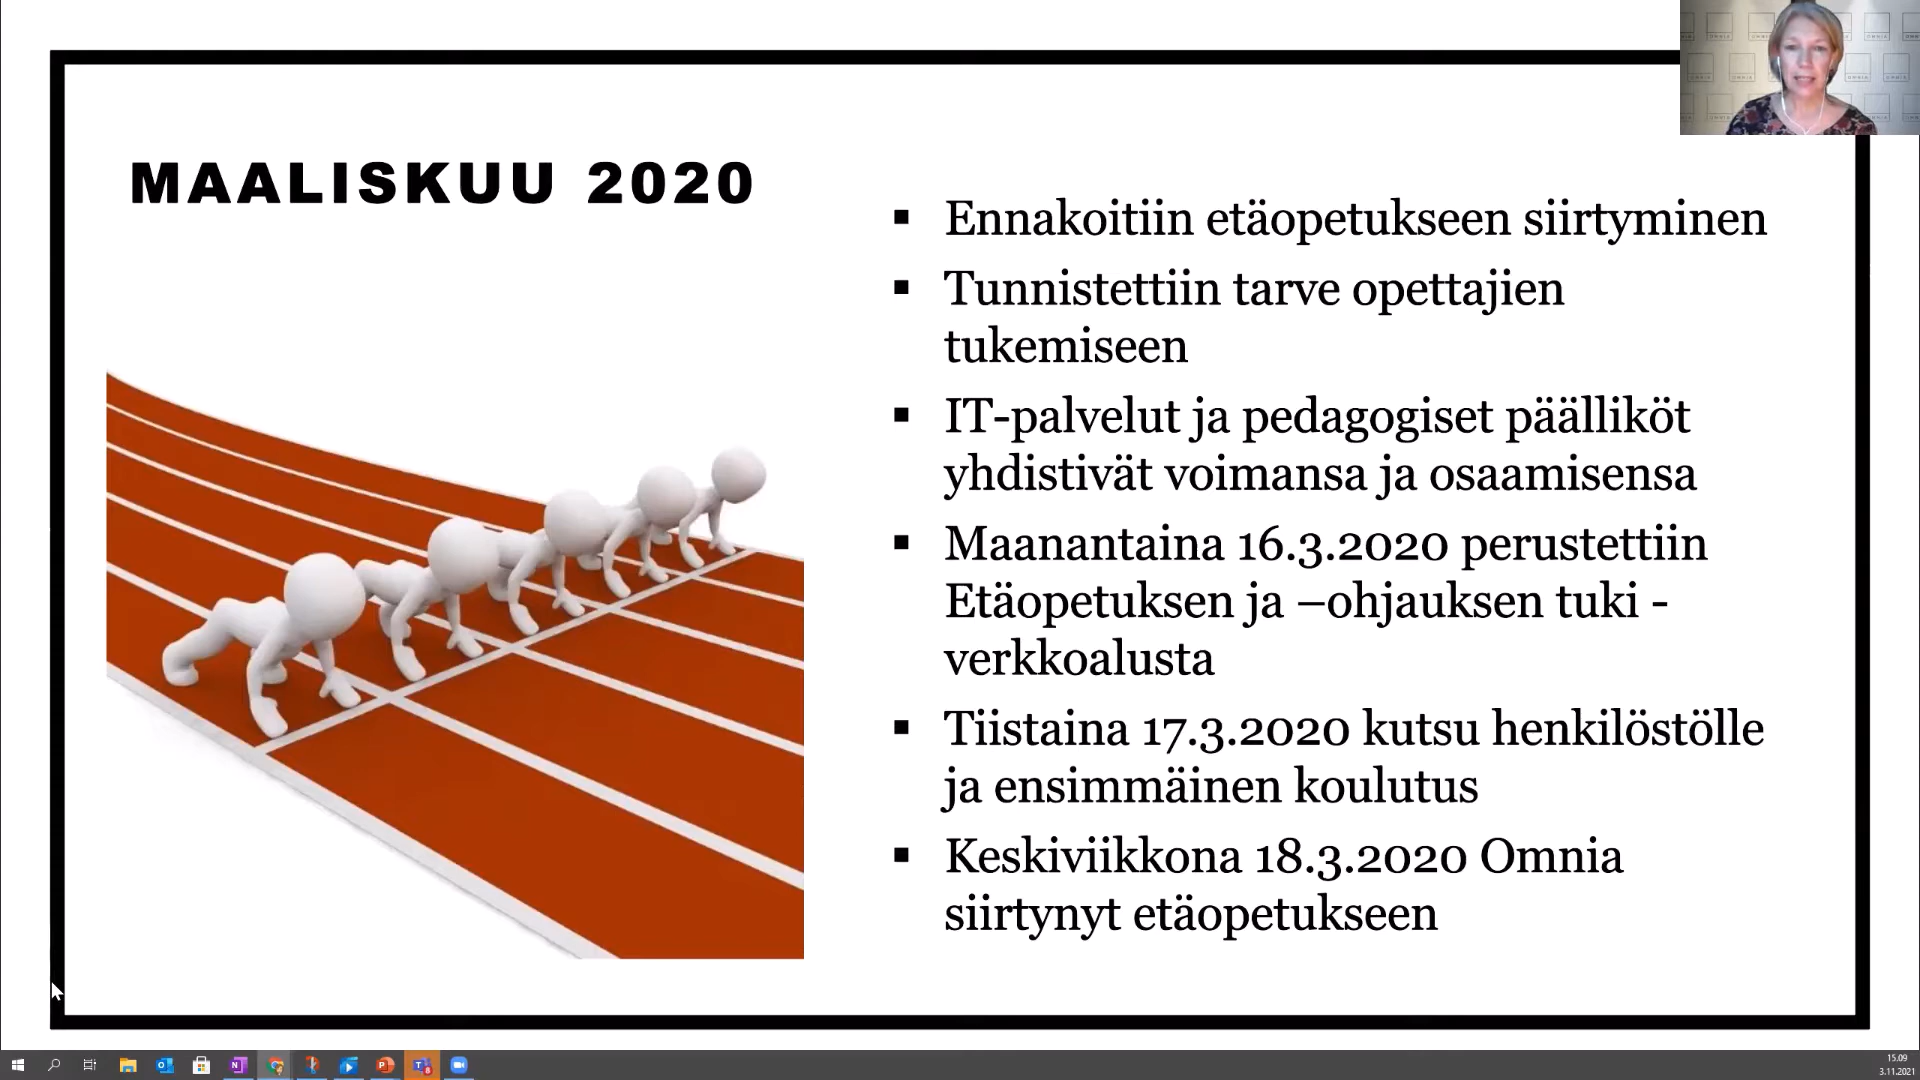 MAALISKUU 2020
▪ Ennakoitiin etäopetukseen siirtyminen
▪ Tunnistettiin tarve opettajien
tukemiseen
▪ IT-palvelut ja pedagogiset päälliköt
yhdistivät voimansa ja osaamisensa
▪ Maanantaina 16.3.2020 perustettiin
Etäopetuksen ja –ohjauksen tuki -
verkkoalusta
▪ Tiistaina 17.3.2020 kutsu henkilöstölle
ja ensimmäinen koulutus
▪ Keskiviikkona 18.3.2020 Omnia
siirtynyt etäopetukseen
15.09
3.11.2021